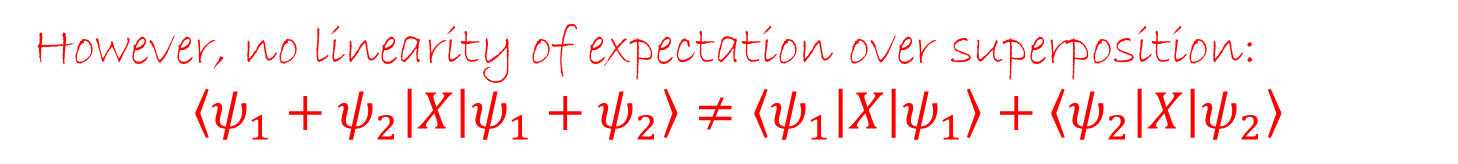 However, no linearity of expectation over superposition:
⟨ψ₁ + ψ₂|X|ψ₁ + ψ₂⟩ ≠ ⟨ψ₁|X|ψ₁⟩ + ⟨ψ₂|X|ψ₂⟩